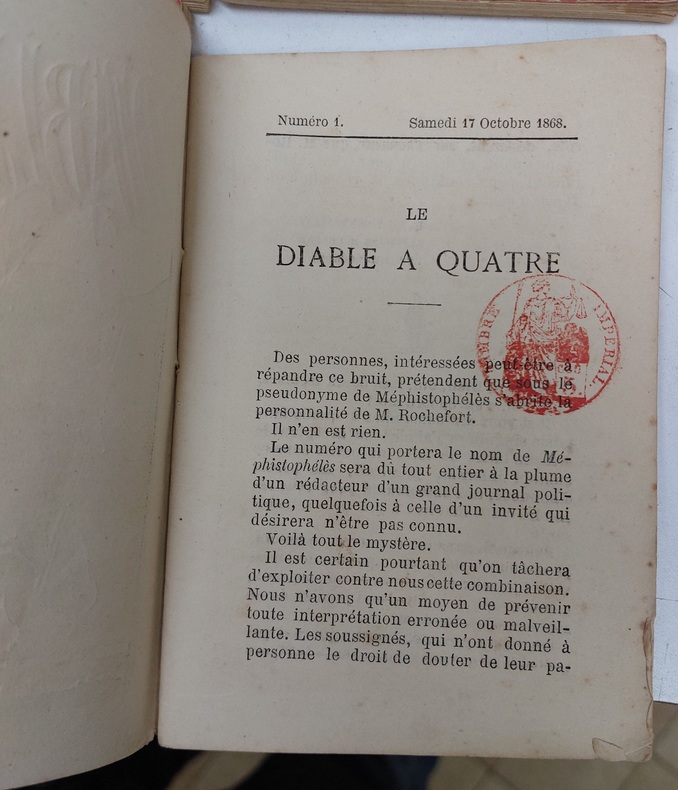 Numéro 1. Samedi 17 Octobre 1868.
LE
DIABLE A QUATRE
TIMBRE IMPERIAL
Des personnes, intéressées peut-être à
répandre ce bruit, prétendent que sous le
pseudonyme de Méphistophélès s'abrite la
personnalité de M. Rochefort.
Il n'en est rien.
Le numéro qui portera le nom de Mé-
phistophélès sera dû tout entier à la plume
d'un rédacteur d'un grand journal poli-
tique, quelquefois à celle d'un invité qui
désirera n'être pas connu.
Voilà tout le mystère.
Il est certain pourtant qu'on tâchera
d'exploiter contre nous cette combinaison.
Nous n'avons qu'un moyen de prévenir
toute interprétation erronée ou malveil-
lante. Les soussignés, qui n'ont donné à
personne le droit de douter de leur pa-